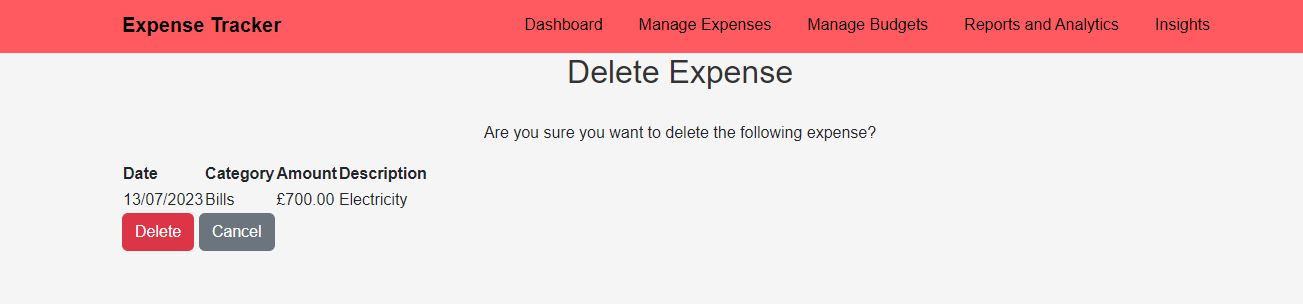 Expense Tracker Dashboard Manage Expenses Manage Budgets Reports and Analytics Insights
Delete Expense
Are you sure you want to delete the following expense?
Date Category Amount Description
13/07/2023 Bills £700.00 Electricity
Delete Cancel